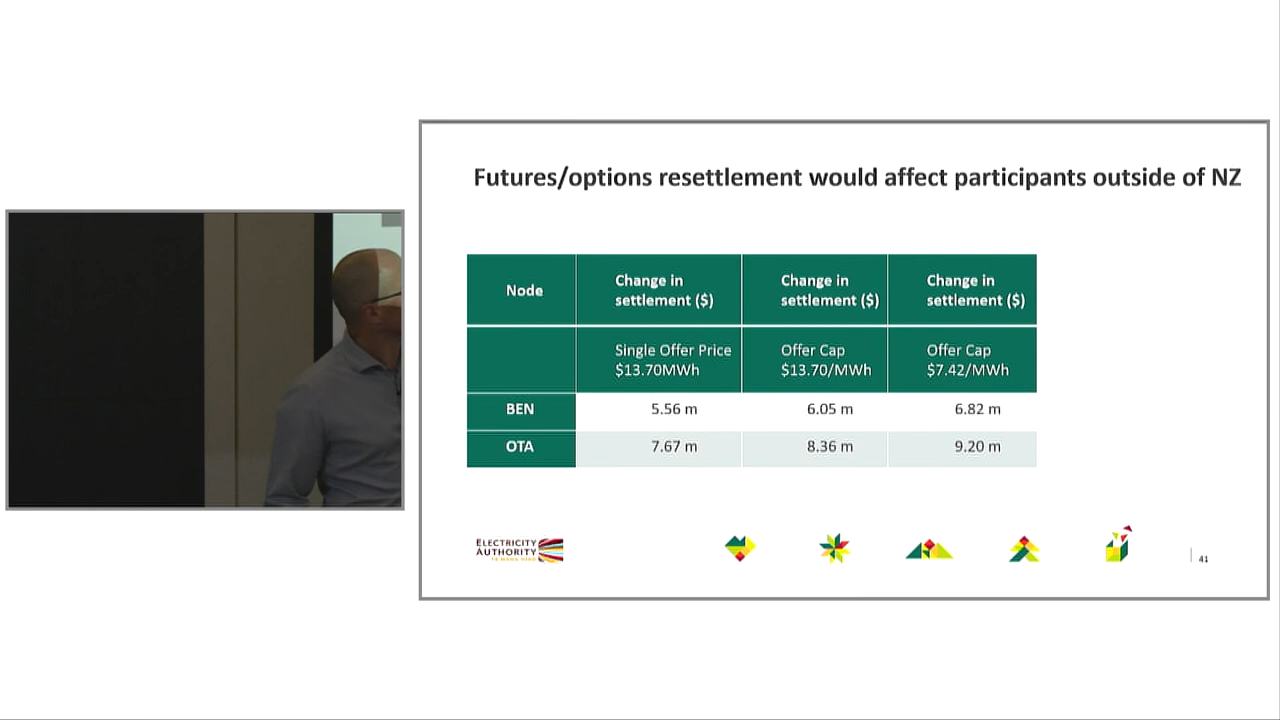 Futures/options resettlement would affect participants outside of NZ
Node
Change in
settlement ($)
Change in
settlement ($)
Change in
settlement ($)
Single Offer Price
$13.70MWh
Offer Cap
$13.70/MWh
Offer Cap
$7.42/MWh
BEN
5.56 m
6.05 m
6.82 m
OTA
7.67 m
8.36 m
9.20 m
ELECTRICITY
AUTHORITY
41